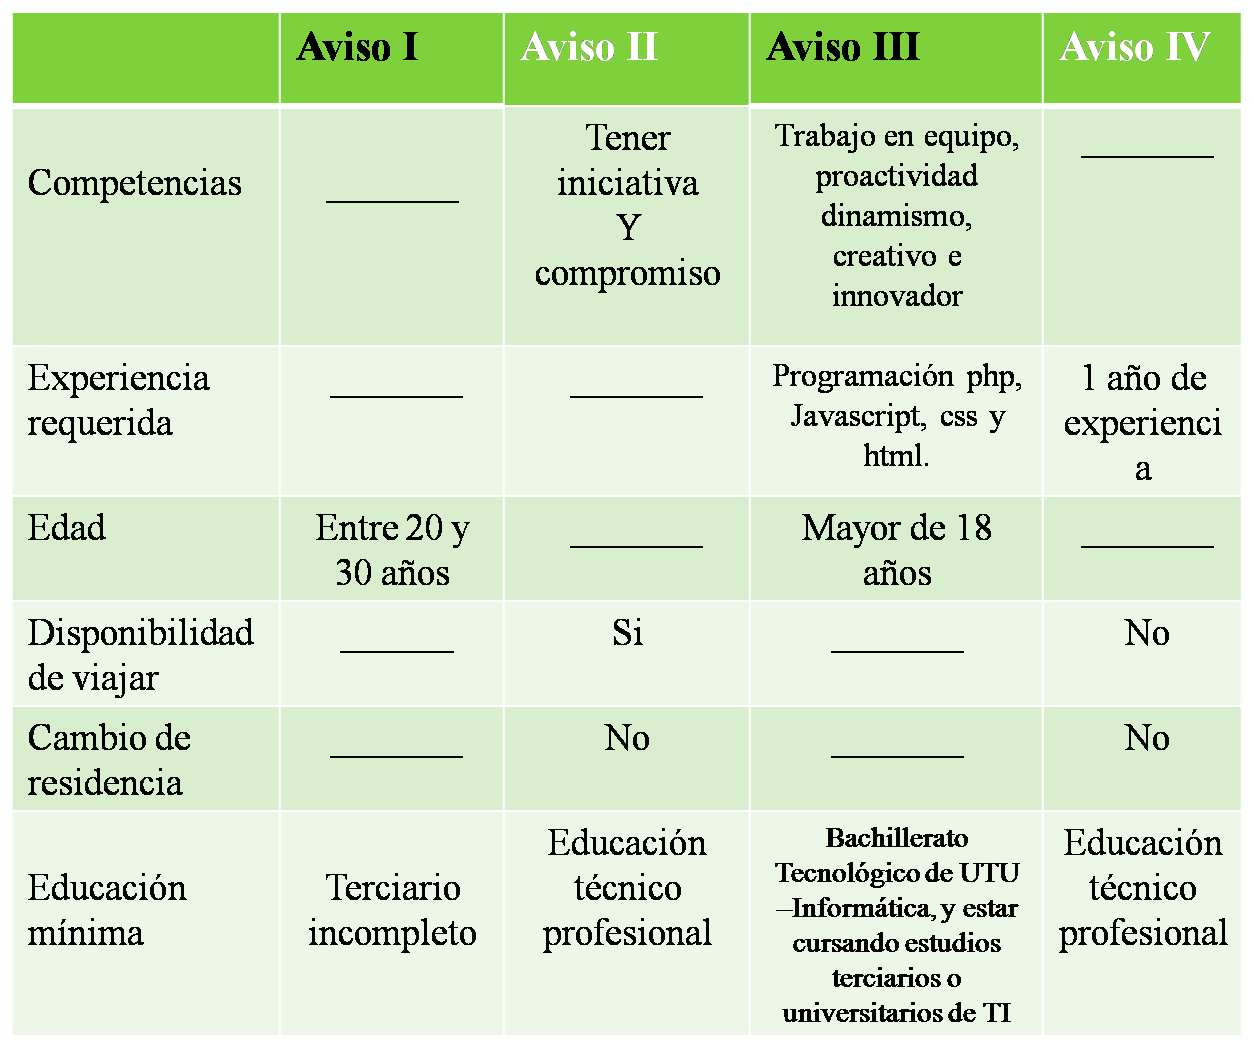 Aviso I Aviso II Aviso III Aviso IV
Competencias
_______
Tener
iniciativa
Y
compromiso
Trabajo en equipo,
proactividad
dinamismo,
creativo e
innovador
_______
Experiencia
requerida
_______
_______
Programación php,
Javascript, css y
html.
1 año de
experienci
a
Edad
Entre 20 y
30 años
_______
Mayor de 18
años
_______
Disponibilidad
de viajar
______
Si
_______
No
Cambio de
residencia
_______
No
_______
No
Educación
mínima
Terciario
incompleto
Educación
técnico
profesional
Bachillerato
Tecnológico de UTU
–Informática, y estar
cursando estudios
terciarios o
universitarios de TI
Educación
técnico
profesional